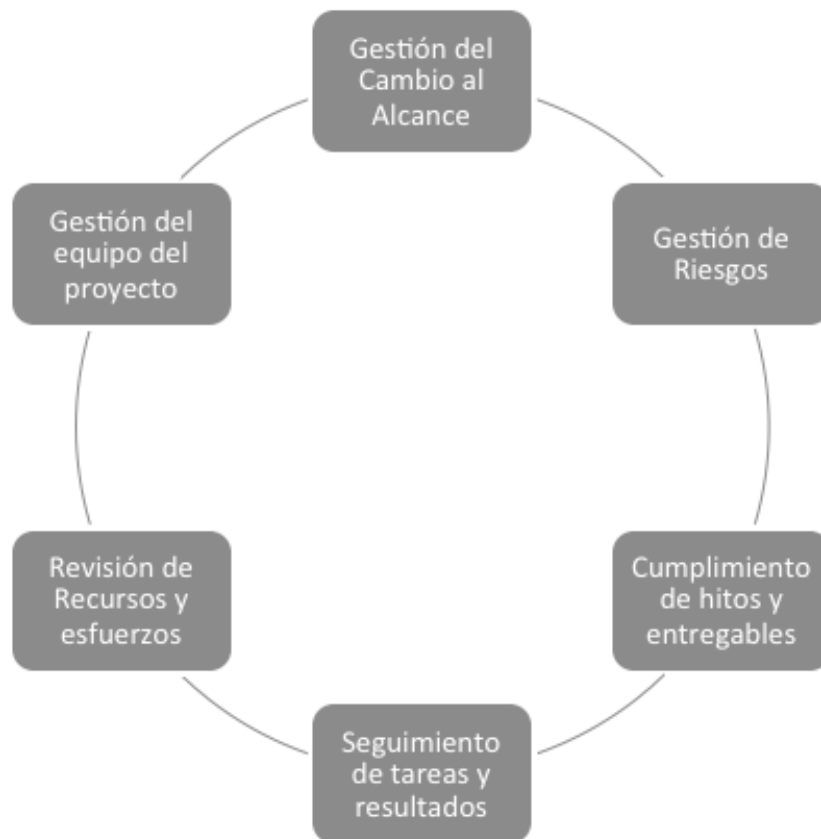 Gestión del
Cambio al
Alcance
Gestión de
Riesgos
Cumplimiento
de hitos y
entregables
Seguimiento
de tareas y
resultados
Revisión de
Recursos y
esfuerzos
Gestión del
equipo del
proyecto